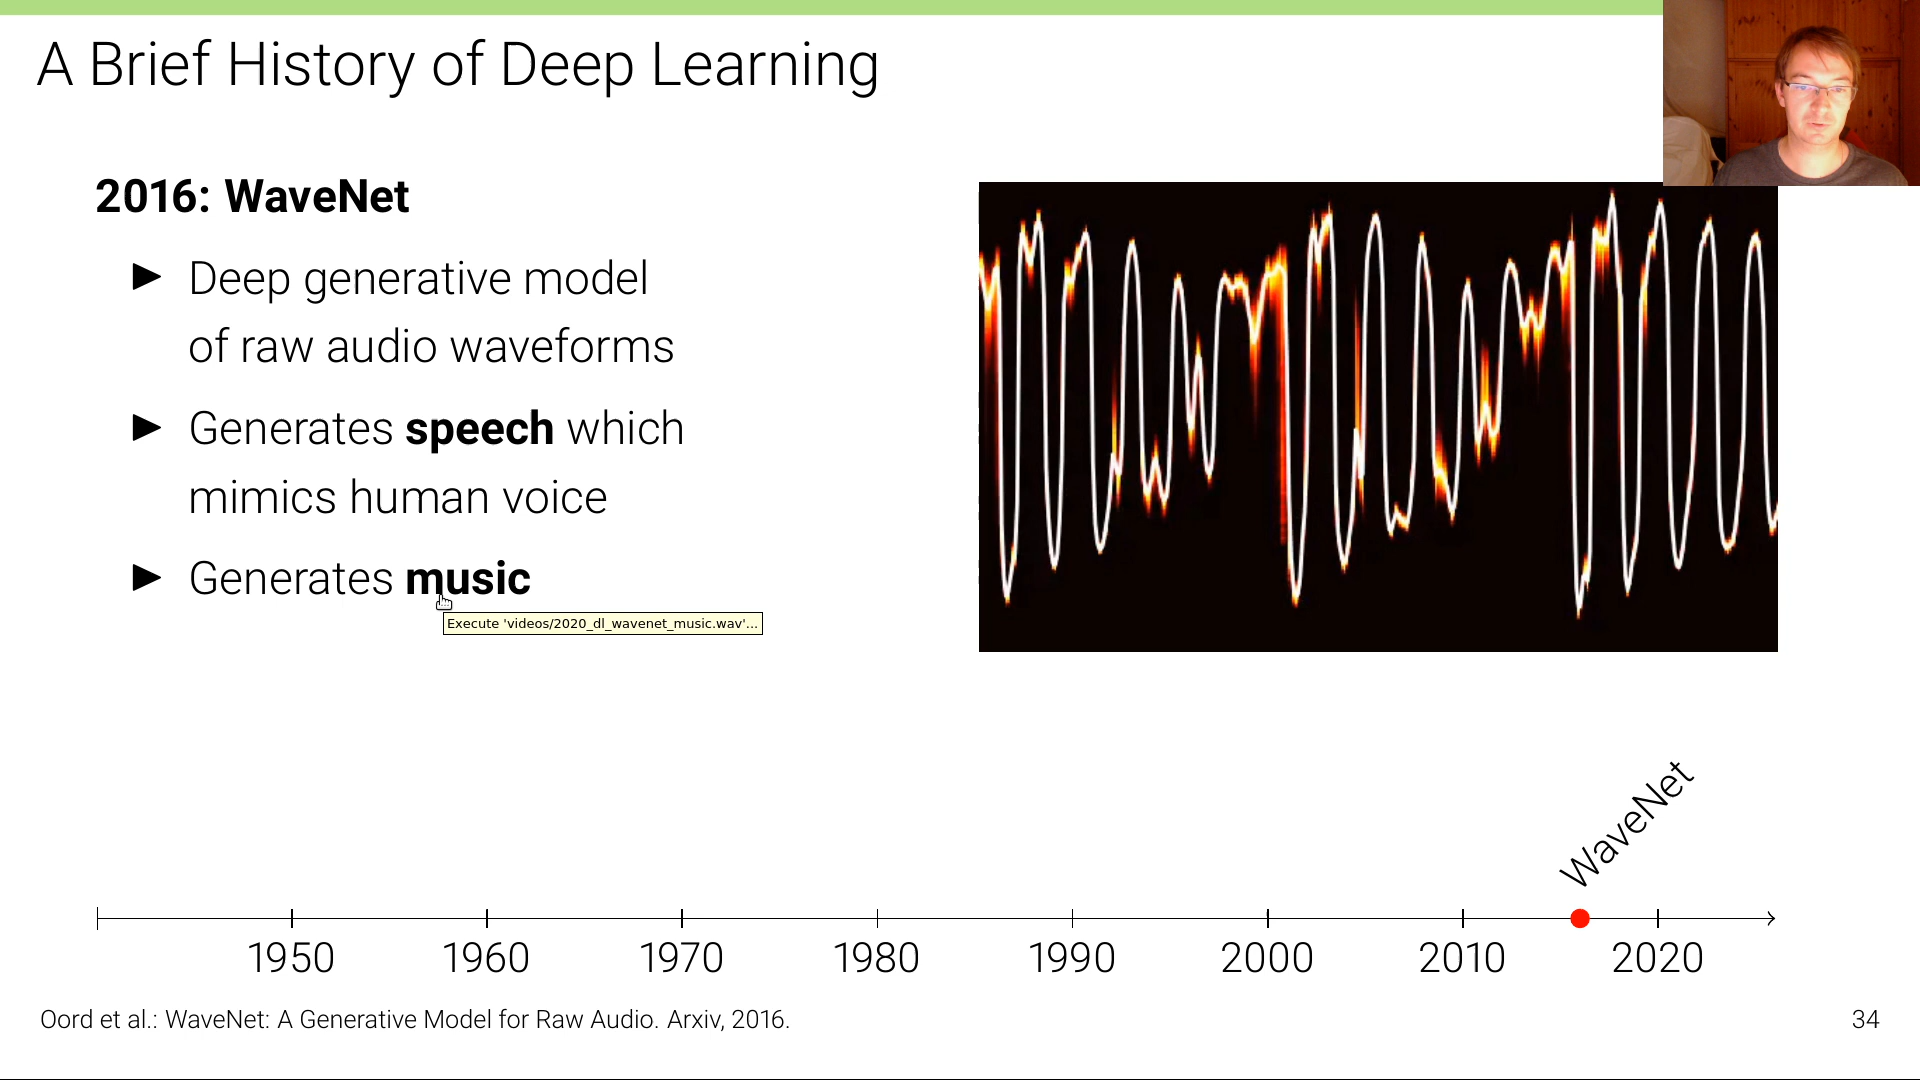 A Brief History of Deep Learning
2016: WaveNet
Deep generative model
of raw audio waveforms
Generates speech which
mimics human voice
Generates music
Execute 'videos/2020_dl_wavenet_music.wav'...
WaveNet
1950 1960 1970 1980 1990 2000 2010 2020
Oord et al.: WaveNet: A Generative Model for Raw Audio. Arxiv, 2016.
34